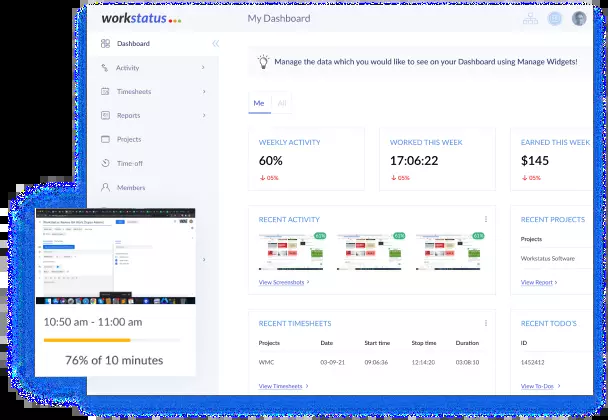 workstatus
My Dashboard
Dashboard
Activity
Timesheets
Reports
Projects
Time-off
Members
Manage the data which you would like to see on your Dashboard using Manage Widgets!
Me
All
WEEKLY ACTIVITY
60%
05%
WORKED THIS WEEK
17:06:22
05%
EARNED THIS WEEK
$145
05%
RECENT ACTIVITY
61% 61% 61%
View Screenshots
RECENT PROJECTS
Projects
Workstatus Software
View Report
RECENT TIMESHEETS
Projects Date Start time Stop time Duration
WMC 03-09-21 09:06:36 12:14:20 03:08:10
View Timesheets
RECENT TODO'S
ID
1452412
View To-Dos
10:50 am - 11:00 am
76% of 10 minutes